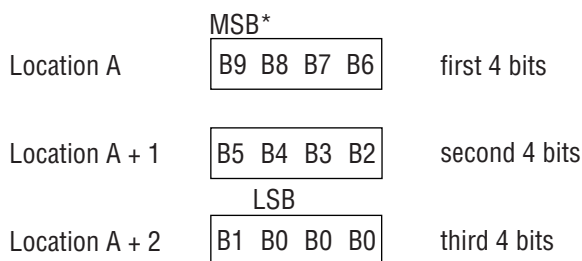 MSB*
Location A B9 B8 B7 B6 first 4 bits
Location A + 1 B5 B4 B3 B2 second 4 bits
LSB
Location A + 2 B1 B0 B0 B0 third 4 bits